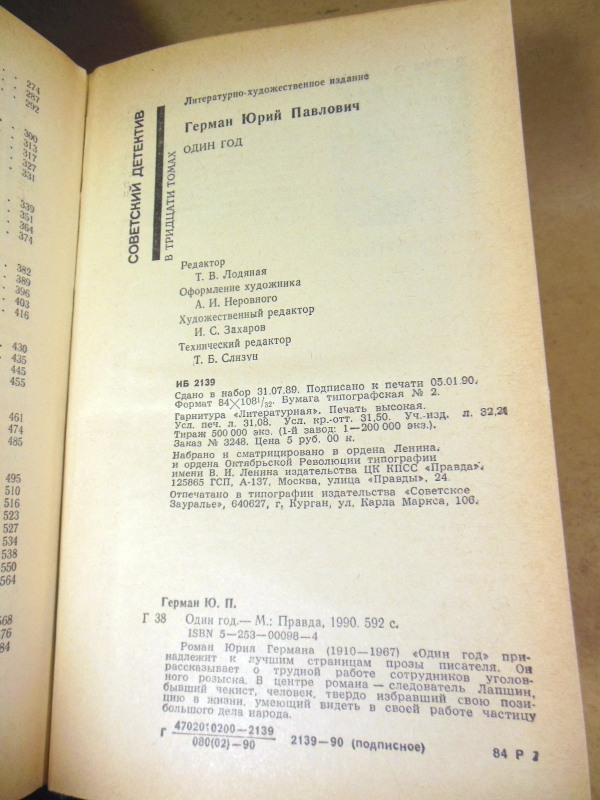 274
287
292
300
313
317
327
331
339
351
364
374
382
389
396
403
416
430
435
445
455
461
474
485
495
510
516
523
527
534
538
550
564
568
76
84
СОВЕТСКИЙ ДЕТЕКТИВ
В ТРИДЦАТИ ТОМАХ
Литературно-художественное издание
Герман Юрий Павлович
ОДИН ГОД
Редактор
Т. В. Лодяная
Оформление художника
А. И. Неровного
Художественный редактор
И. С. Захаров
Технический редактор
Т. Б. Слизун
ИБ 2139
Сдано в набор 31.07.89. Подписано к печати 05.01.90.
Формат 84×108 1/32. Бумага типографская № 2.
Гарнитура «Литературная». Печать высокая.
Усл. печ. л. 31,08. Усл. кр.-отт. 31,50. Уч.-изд. л. 32,21
Тираж 500 000 экз. (1-й завод: 1—200 000 экз.).
Заказ № 3248. Цена 5 руб. 00 к.
Набрано и сматрицировано в ордена Ленина
и ордена Октябрьской Революции типографии
имени В. И. Ленина издательства ЦК КПСС «Правда».
125865 ГСП, А-137, Москва, улица «Правды». 24.
Отпечатано в типографии издательства «Советское
Зауралье», 640627, г. Курган, ул. Карла Маркса, 106.
Герман Ю. П.
Г 38 Один год.— М.: Правда, 1990. 592 с.
ISBN 5—253—00098—4
Роман Юрия Германа (1910—1967) «Один год» при-
надлежит к лучшим страницам прозы писателя. Он
рассказывает о трудной работе сотрудников уголов-
ного розыска. В центре романа — следователь Лапшин,
бывший чекист, человек, твердо избравший свою пози-
цию в жизни, умеющий видеть в своей работе частицу
большого дела народа.
Г 4702010200—2139
080(02)—90 2139—90 (подписное)
84 Р